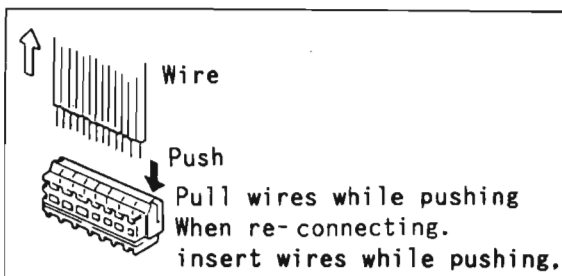 Wire
Push
Pull wires while pushing
When re-connecting.
insert wires while pushing.